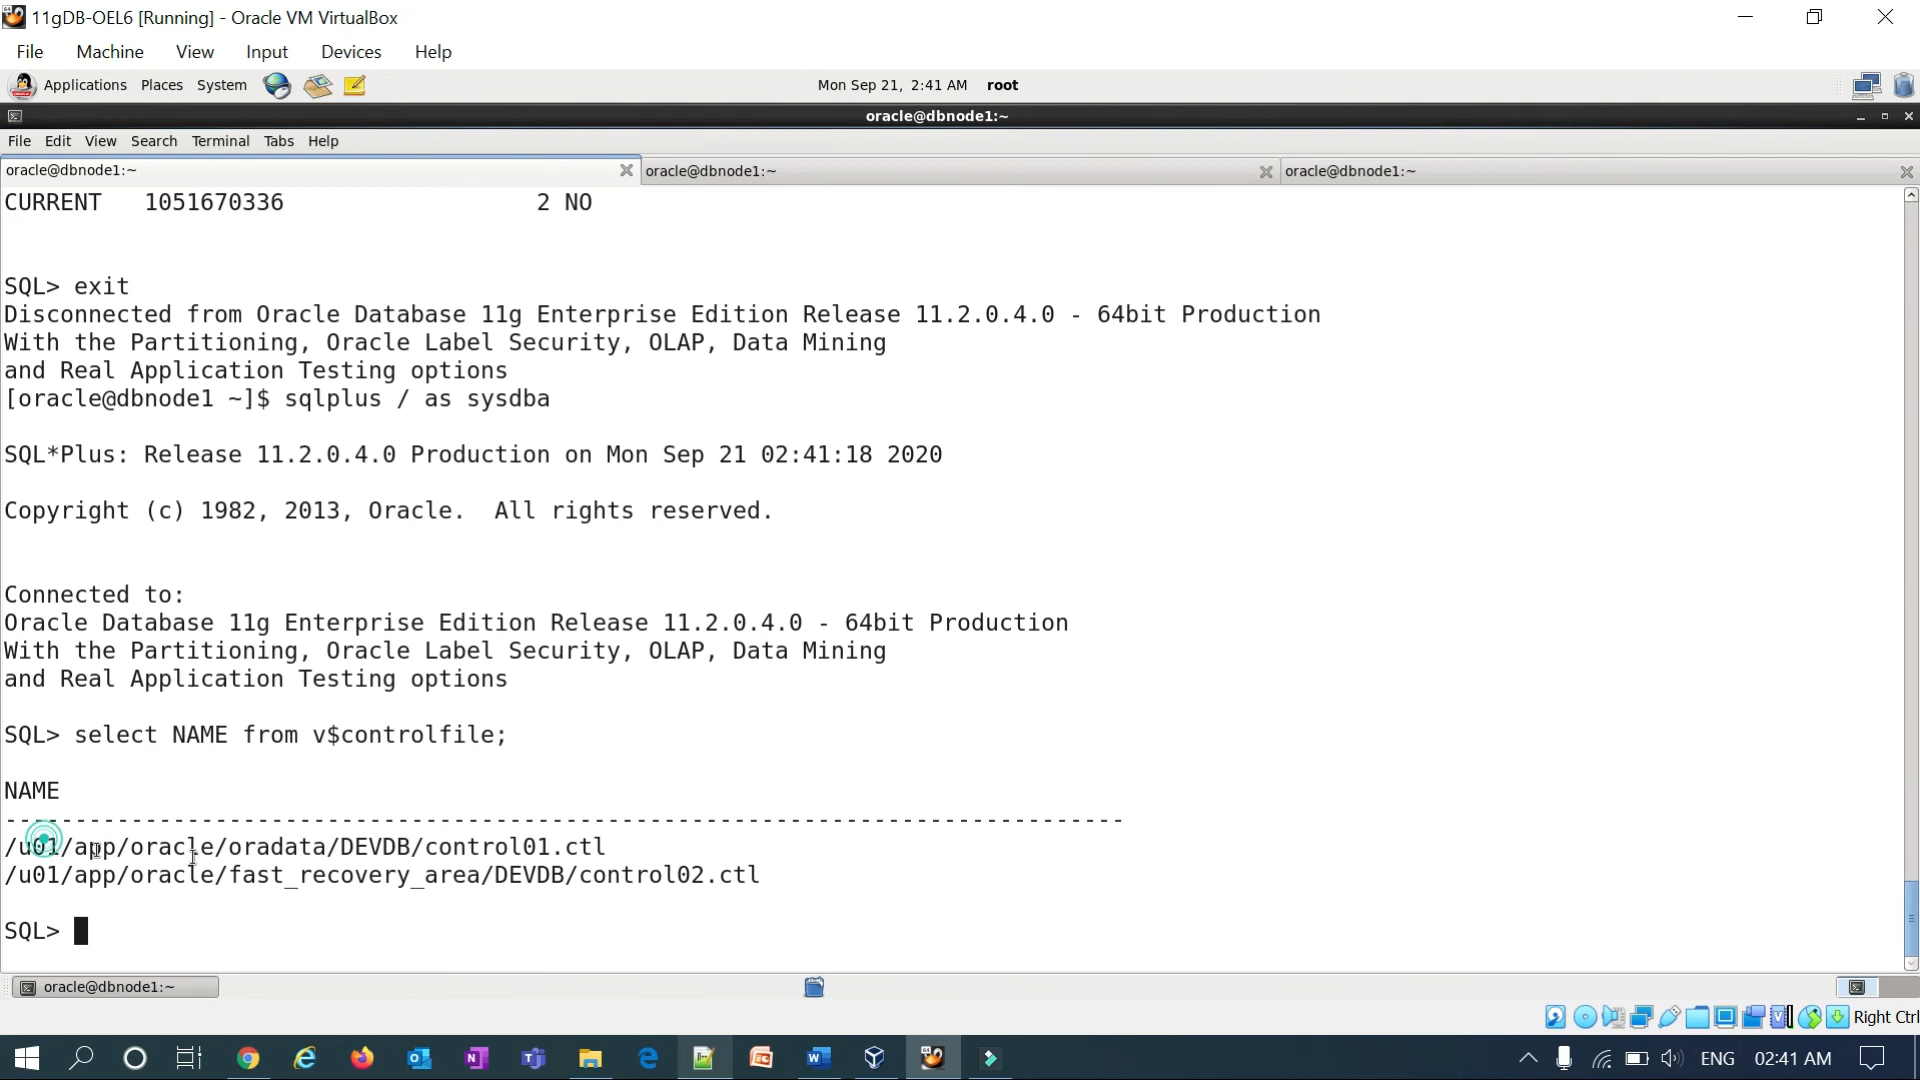 11gDB-OEL6 [Running] - Oracle VM VirtualBox
File Machine View Input Devices Help
Applications Places System Mon Sep 21, 2:41 AM root
oracle@dbnode1:~
File Edit View Search Terminal Tabs Help
oracle@dbnode1:~ oracle@dbnode1:~ oracle@dbnode1:~
CURRENT 1051670336 2 NO
SQL> exit
Disconnected from Oracle Database 11g Enterprise Edition Release 11.2.0.4.0 - 64bit Production
With the Partitioning, Oracle Label Security, OLAP, Data Mining
and Real Application Testing options
[oracle@dbnode1 ~]$ sqlplus / as sysdba
SQL*Plus: Release 11.2.0.4.0 Production on Mon Sep 21 02:41:18 2020
Copyright (c) 1982, 2013, Oracle.  All rights reserved.
Connected to:
Oracle Database 11g Enterprise Edition Release 11.2.0.4.0 - 64bit Production
With the Partitioning, Oracle Label Security, OLAP, Data Mining
and Real Application Testing options
SQL> select NAME from v$controlfile;
NAME
--------------------------------------------------------------------------------
/u01/app/oracle/oradata/DEVDB/control01.ctl
/u01/app/oracle/fast_recovery_area/DEVDB/control02.ctl
SQL>
oracle@dbnode1:~
Right Ctrl
ENG 02:41 AM